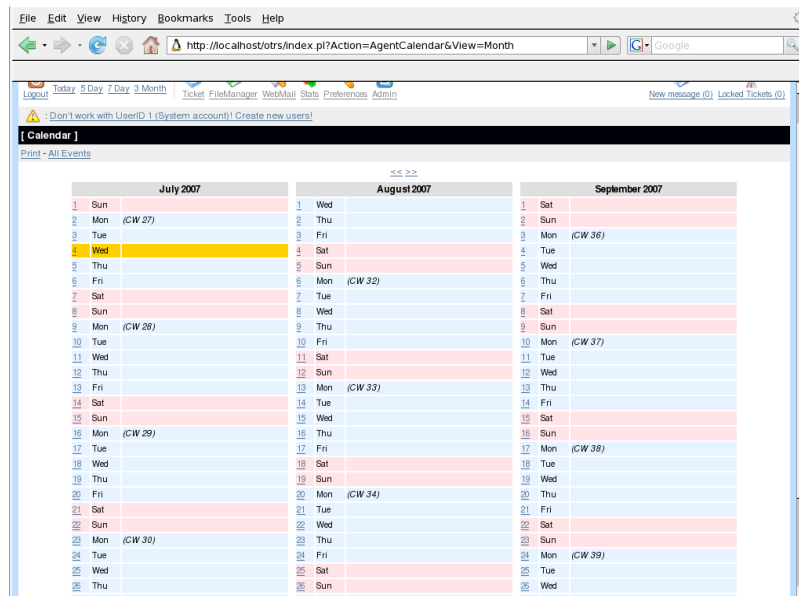 File Edit View History Bookmarks Tools Help
http://localhost/otrs/index.pl?Action=AgentCalendar&View=Month
G Google
Logout Today 5 Day 7 Day 3 Month Ticket FileManager WebMail Stats Preferences Admin New message (0) Locked Tickets (0)
: Don't work with UserID 1 (System account)! Create new users!
[ Calendar ]
Print - All Events
<< >>
July 2007 August 2007 September 2007
1 Sun 1 Wed 1 Sat
2 Mon (CW 27) 2 Thu 2 Sun
3 Tue 3 Fri 3 Mon (CW 36)
4 Wed 4 Sat 4 Tue
5 Thu 5 Sun 5 Wed
6 Fri 6 Mon (CW 32) 6 Thu
7 Sat 7 Tue 7 Fri
8 Sun 8 Wed 8 Sat
9 Mon (CW 28) 9 Thu 9 Sun
10 Tue 10 Fri 10 Mon (CW 37)
11 Wed 11 Sat 11 Tue
12 Thu 12 Sun 12 Wed
13 Fri 13 Mon (CW 33) 13 Thu
14 Sat 14 Tue 14 Fri
15 Sun 15 Wed 15 Sat
16 Mon (CW 29) 16 Thu 16 Sun
17 Tue 17 Fri 17 Mon (CW 38)
18 Wed 18 Sat 18 Tue
19 Thu 19 Sun 19 Wed
20 Fri 20 Mon (CW 34) 20 Thu
21 Sat 21 Tue 21 Fri
22 Sun 22 Wed 22 Sat
23 Mon (CW 30) 23 Thu 23 Sun
24 Tue 24 Fri 24 Mon (CW 39)
25 Wed 25 Sat 25 Tue
26 Thu 26 Sun 26 Wed